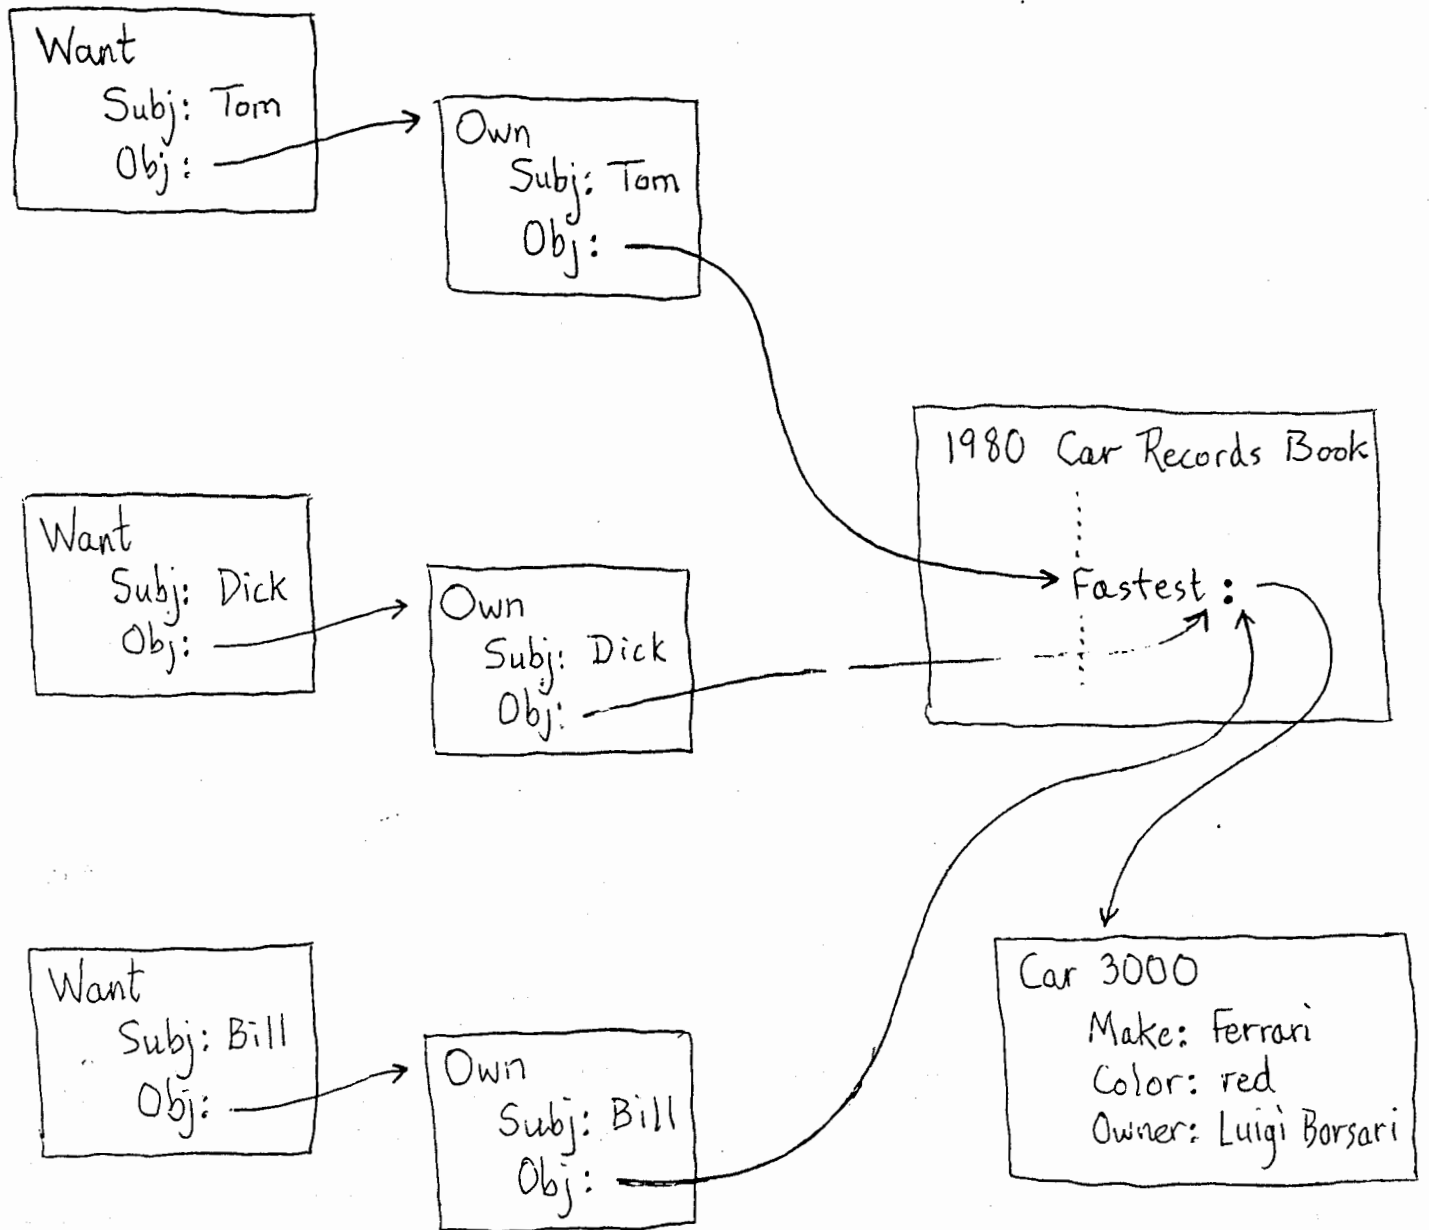 Want
Subj: Tom
Obj:
Own
Subj: Tom
Obj:
1980 Car Records Book
Fastest:
Want
Subj: Dick
Obj:
Own
Subj: Dick
Obj:
Want
Subj: Bill
Obj:
Own
Subj: Bill
Obj:
Car 3000
Make: Ferrari
Color: red
Owner: Luigi Borsari